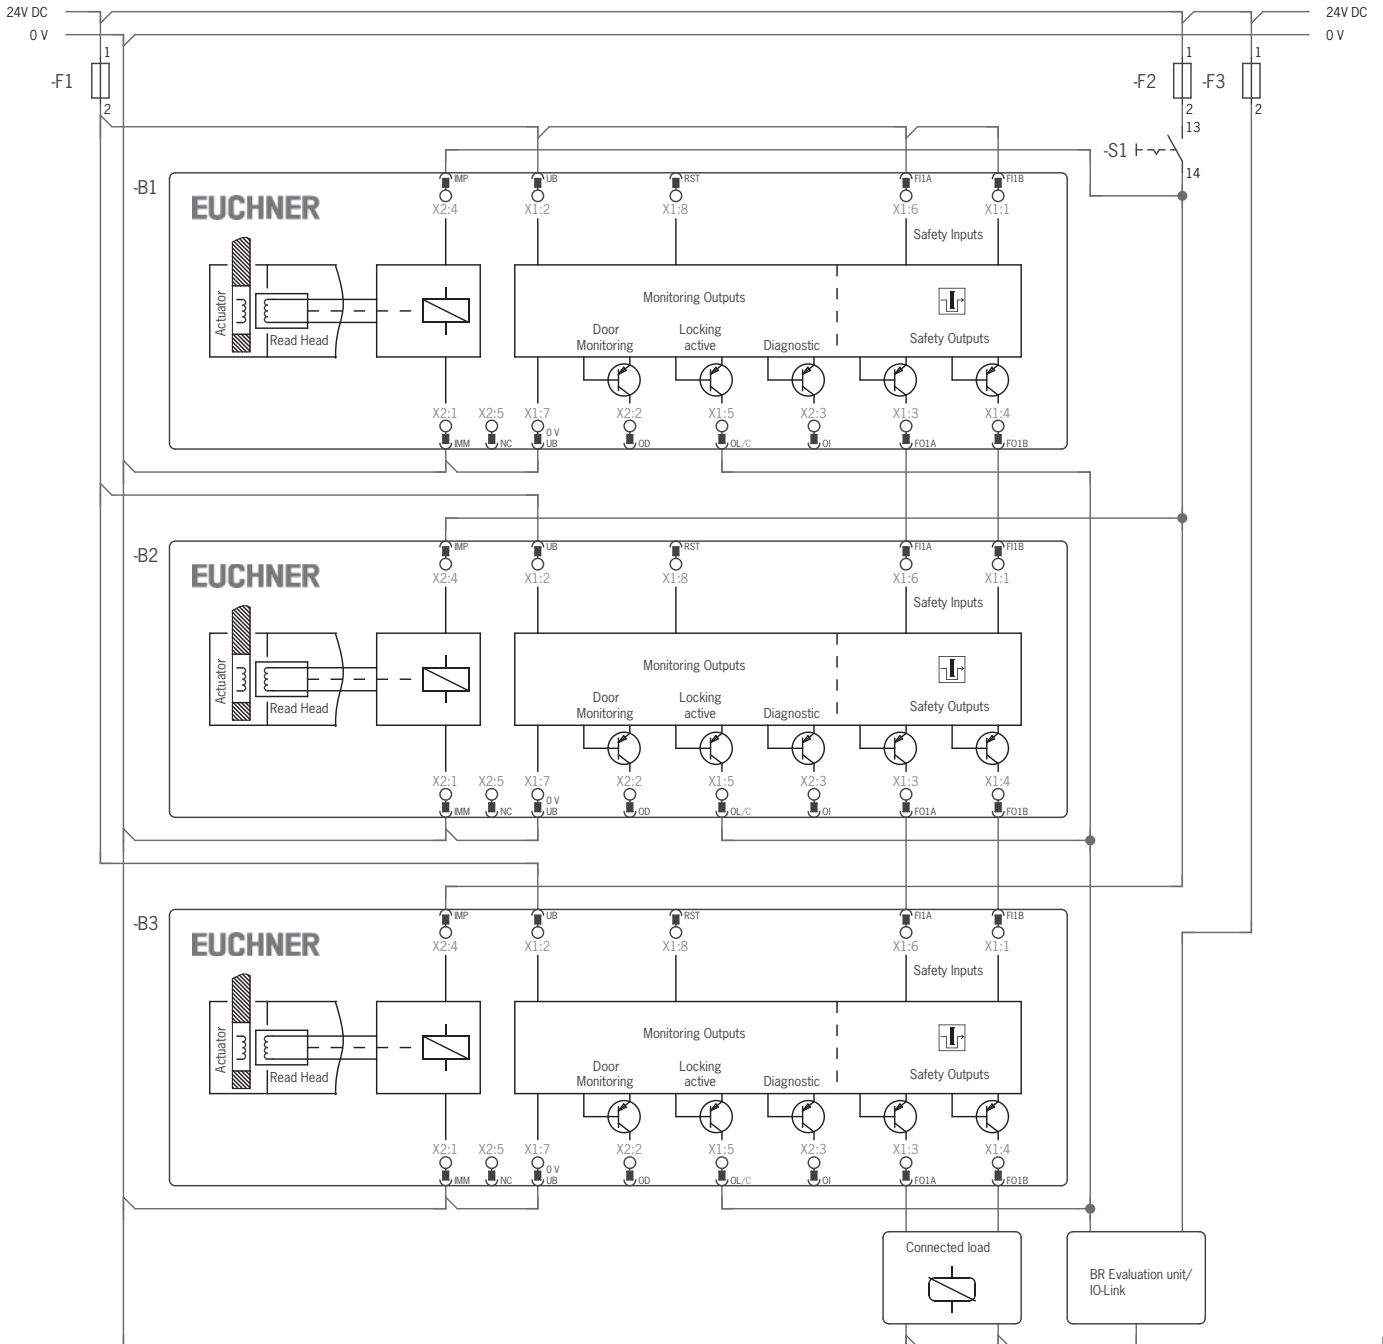 24V DC 24V DC
0 V 0 V
1 1 1
-F1 -F2 -F3
2 2 2
13
-S1
14
-B1 IMP UB RST FI1A FI1B
EUCHNER X2:4 X1:2 X1:8 X1:6 X1:1
Safety Inputs
Actuator
Monitoring Outputs
Read Head
Door Monitoring
Locking active
Diagnostic
Safety Outputs
X2:1 X2:5 X1:7 X2:2 X1:5 X2:3 X1:3 X1:4
0 V
IMM NC UB OD OL/C OI FO1A FO1B
-B2 IMP UB RST FI1A FI1B
EUCHNER X2:4 X1:2 X1:8 X1:6 X1:1
Safety Inputs
Actuator
Monitoring Outputs
Read Head
Door Monitoring
Locking active
Diagnostic
Safety Outputs
X2:1 X2:5 X1:7 X2:2 X1:5 X2:3 X1:3 X1:4
0 V
IMM NC UB OD OL/C OI FO1A FO1B
-B3 IMP UB RST FI1A FI1B
EUCHNER X2:4 X1:2 X1:8 X1:6 X1:1
Safety Inputs
Actuator
Monitoring Outputs
Read Head
Door Monitoring
Locking active
Diagnostic
Safety Outputs
X2:1 X2:5 X1:7 X2:2 X1:5 X2:3 X1:3 X1:4
0 V
IMM NC UB OD OL/C OI FO1A FO1B
Connected load
BR Evaluation unit/
IO-Link